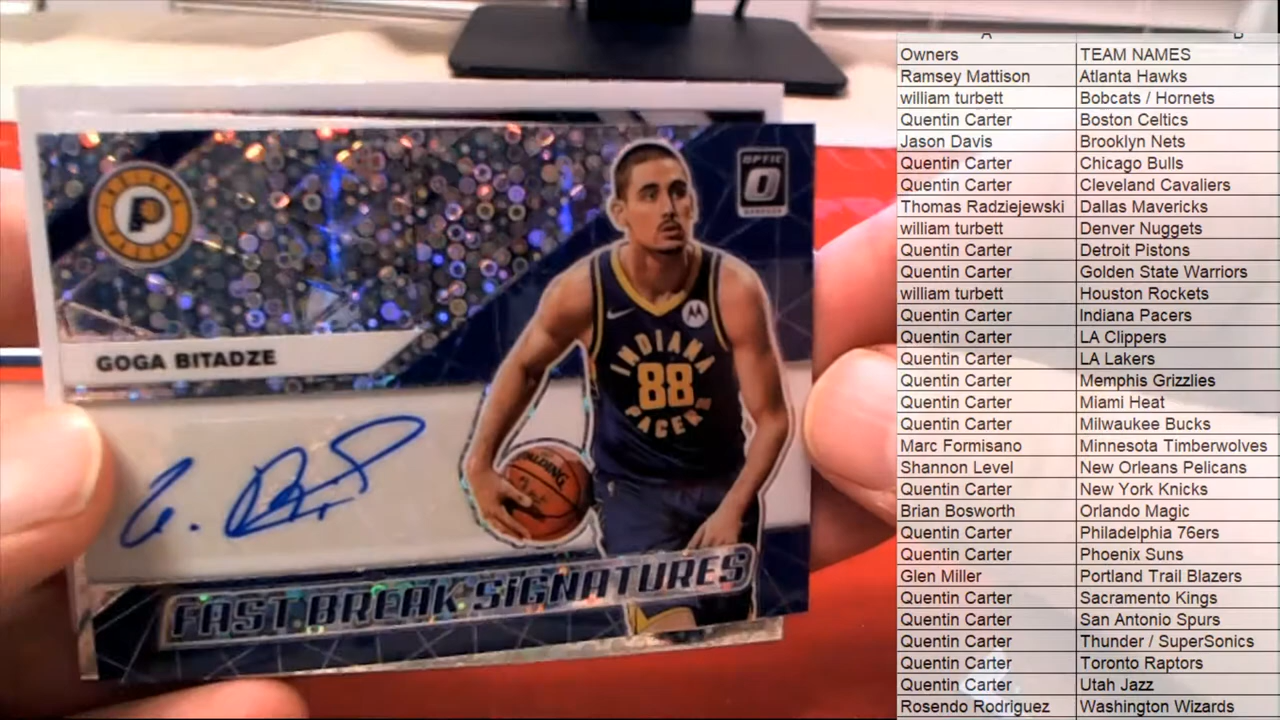 OPTIC
PACERS
GOGA BITADZE
INDIANA
88
PACERS
SPALDING
FAST BREAK SIGNATURES
A B
Owners TEAM NAMES
Ramsey Mattison Atlanta Hawks
william turbett Bobcats / Hornets
Quentin Carter Boston Celtics
Jason Davis Brooklyn Nets
Quentin Carter Chicago Bulls
Quentin Carter Cleveland Cavaliers
Thomas Radziejewski Dallas Mavericks
william turbett Denver Nuggets
Quentin Carter Detroit Pistons
Quentin Carter Golden State Warriors
william turbett Houston Rockets
Quentin Carter Indiana Pacers
Quentin Carter LA Clippers
Quentin Carter LA Lakers
Quentin Carter Memphis Grizzlies
Quentin Carter Miami Heat
Quentin Carter Milwaukee Bucks
Marc Formisano Minnesota Timberwolves
Shannon Level New Orleans Pelicans
Quentin Carter New York Knicks
Brian Bosworth Orlando Magic
Quentin Carter Philadelphia 76ers
Quentin Carter Phoenix Suns
Glen Miller Portland Trail Blazers
Quentin Carter Sacramento Kings
Quentin Carter San Antonio Spurs
Quentin Carter Thunder / SuperSonics
Quentin Carter Toronto Raptors
Quentin Carter Utah Jazz
Rosendo Rodriguez Washington Wizards